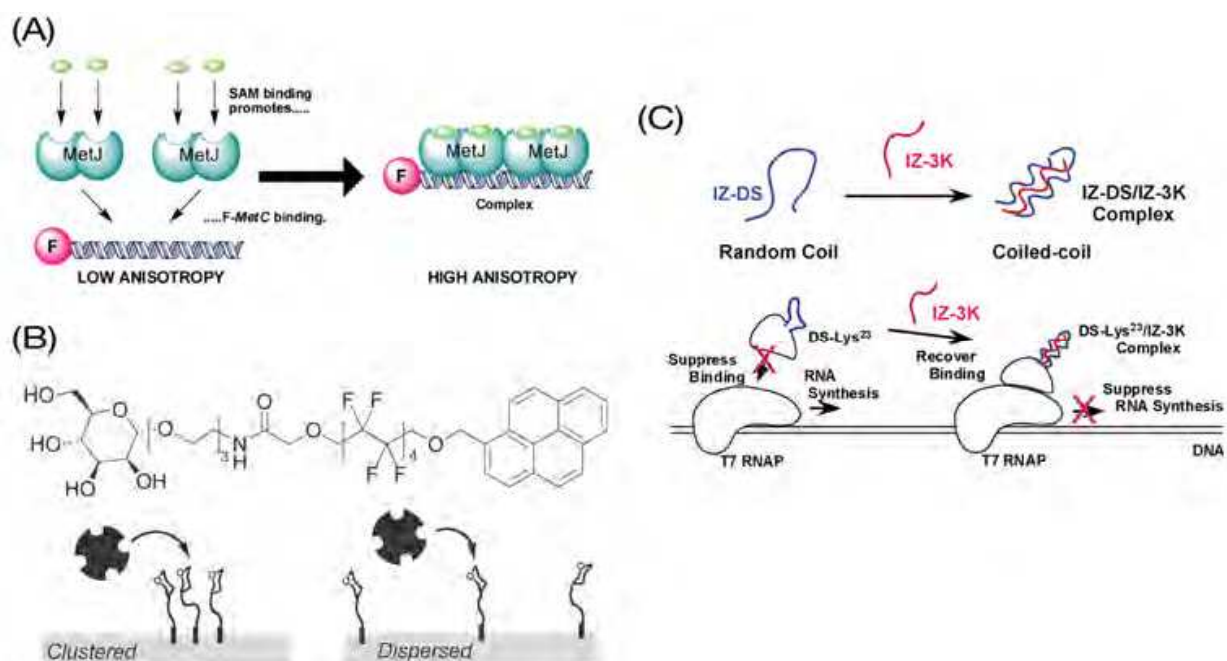 (A)
SAM binding
promotes.....
MetJ
MetJ
MetJ
MetJ
F
Complex
.....F-MetC binding.
F
LOW ANISOTROPY
HIGH ANISOTROPY
(B)
HO
HO
HO
HO
O
O
3
N
H
O
O
F F
F F
4
O
Clustered
Dispersed
(C)
IZ-3K
IZ-DS
IZ-DS/IZ-3K
Complex
Random Coil
Coiled-coil
IZ-3K
DS-Lys23
DS-Lys23/IZ-3K
Complex
Suppress
Binding
RNA
Synthesis
Recover
Binding
Suppress
RNA Synthesis
T7 RNAP
T7 RNAP
DNA